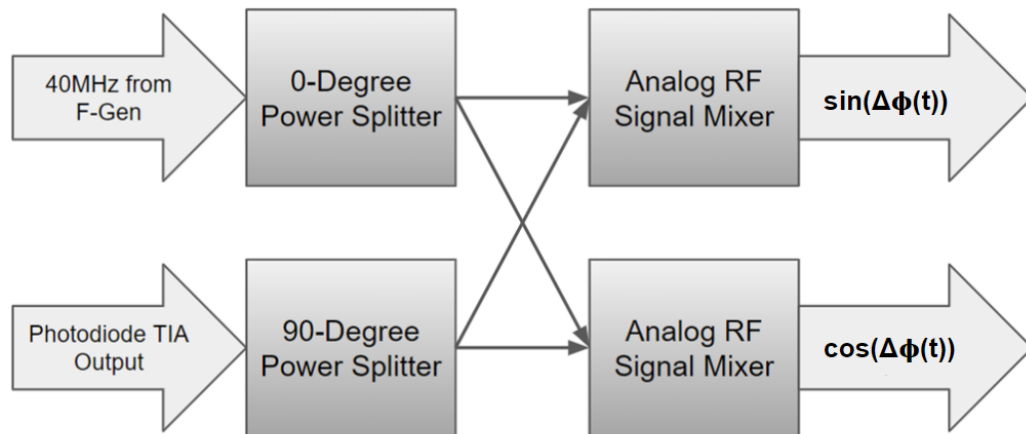 40MHz from
F-Gen
0-Degree
Power Splitter
Analog RF
Signal Mixer
sin(Δϕ(t))
Photodiode TIA
Output
90-Degree
Power Splitter
Analog RF
Signal Mixer
cos(Δϕ(t))